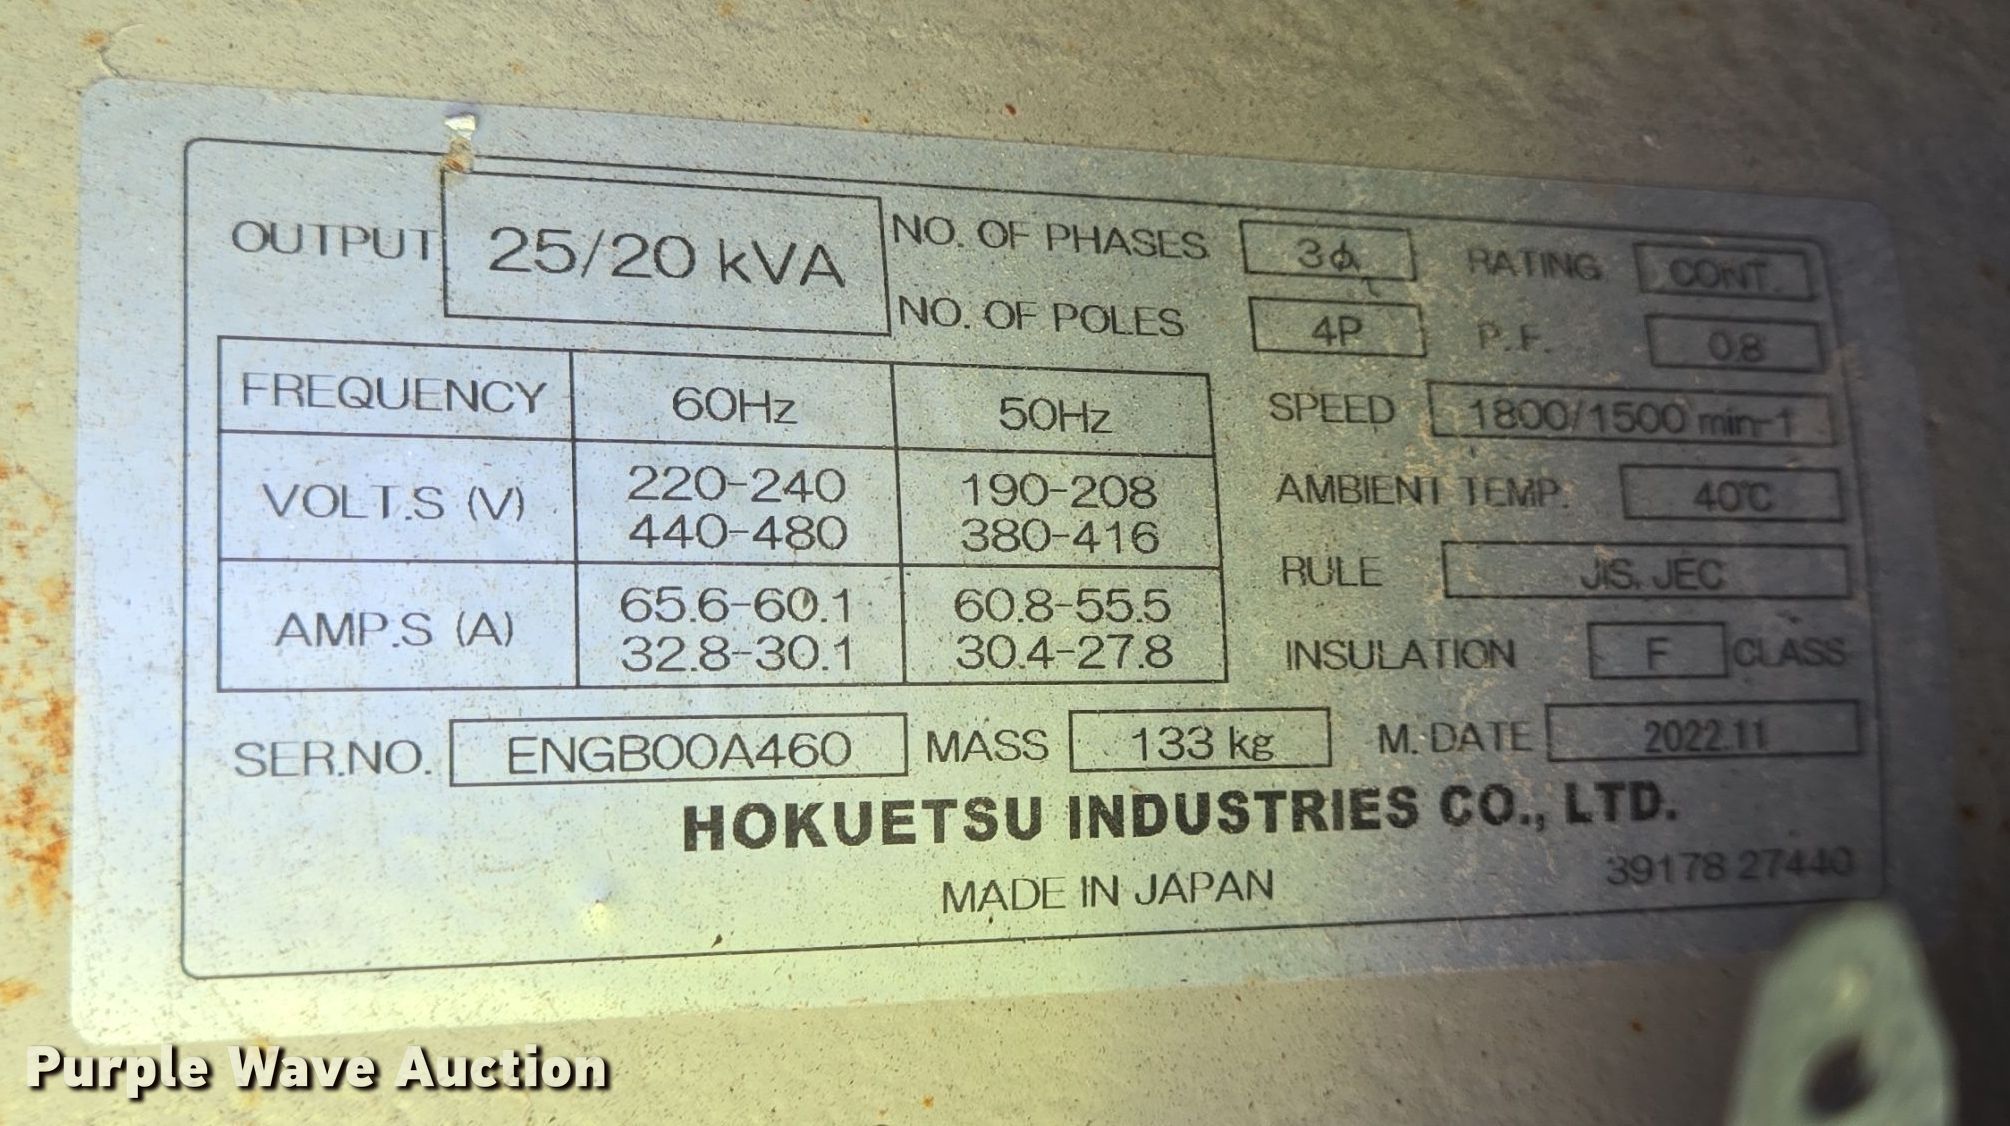 OUTPUT 25/20 kVA NO. OF PHASES 3ϕ RATING CONT.
NO. OF POLES 4P P.F. 0.8
FREQUENCY 60Hz 50Hz SPEED 1800/1500 min-1
VOLT.S (V) 220-240 190-208 AMBIENT TEMP. 40℃
440-480 380-416
RULE JIS. JEC
AMP.S (A) 65.6-60.1 60.8-55.5
32.8-30.1 30.4-27.8 INSULATION F CLASS
SER.NO. ENGB00A460 MASS 133 kg M. DATE 2022.11
HOKUETSU INDUSTRIES CO., LTD.
MADE IN JAPAN 39178 27440
Purple Wave Auction